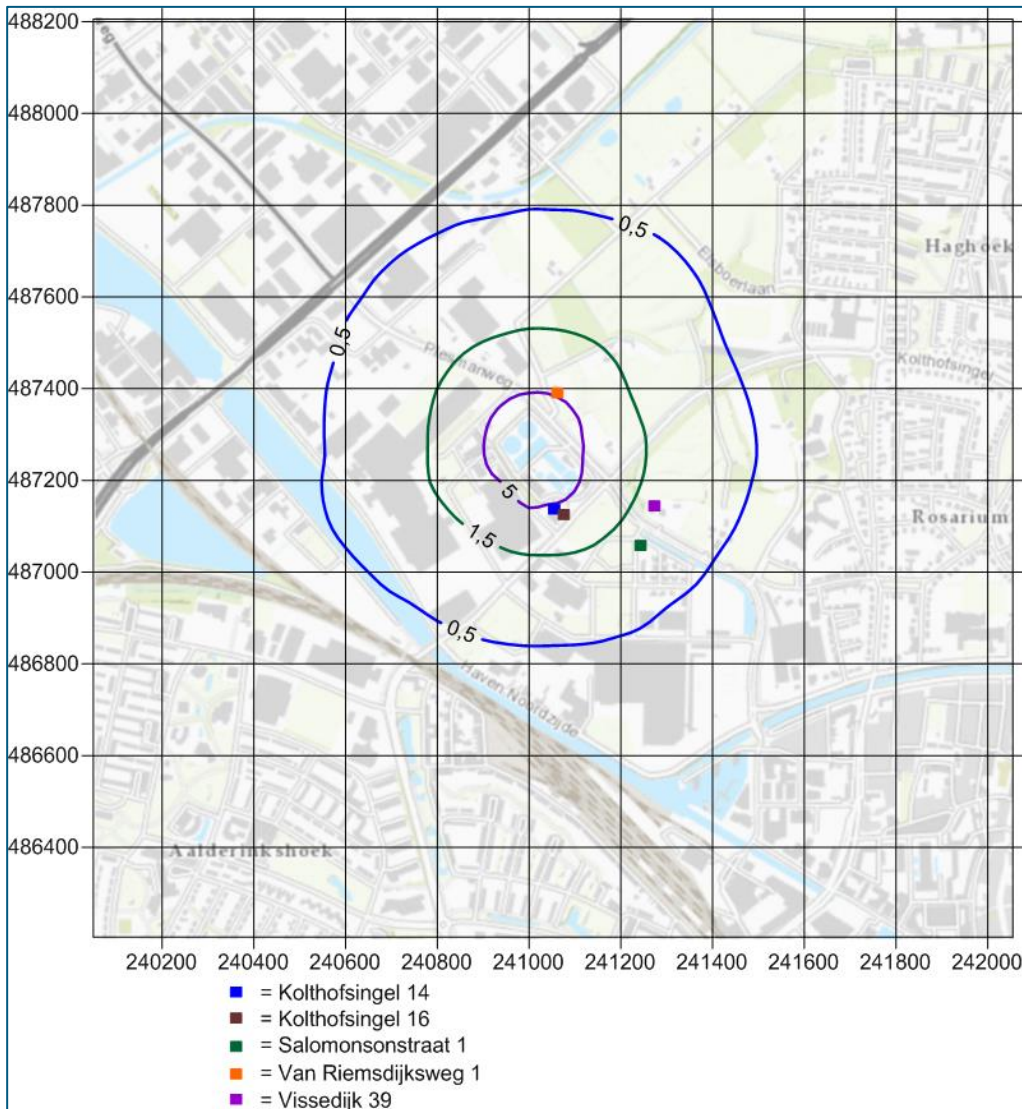 488200
488000
487800
487600
487400
487200
487000
486800
486600
486400
eg
0,5
Haghoek
Elsboerlaan
0,5
Kolthofsingel
5
1,5
Rosarium
0,5
Haven Noordzijde
Aalderinkshoek
240200 240400 240600 240800 241000 241200 241400 241600 241800 242000
= Kolthofsingel 14
= Kolthofsingel 16
= Salomonsonstraat 1
= Van Riemsdijksweg 1
= Vissedijk 39